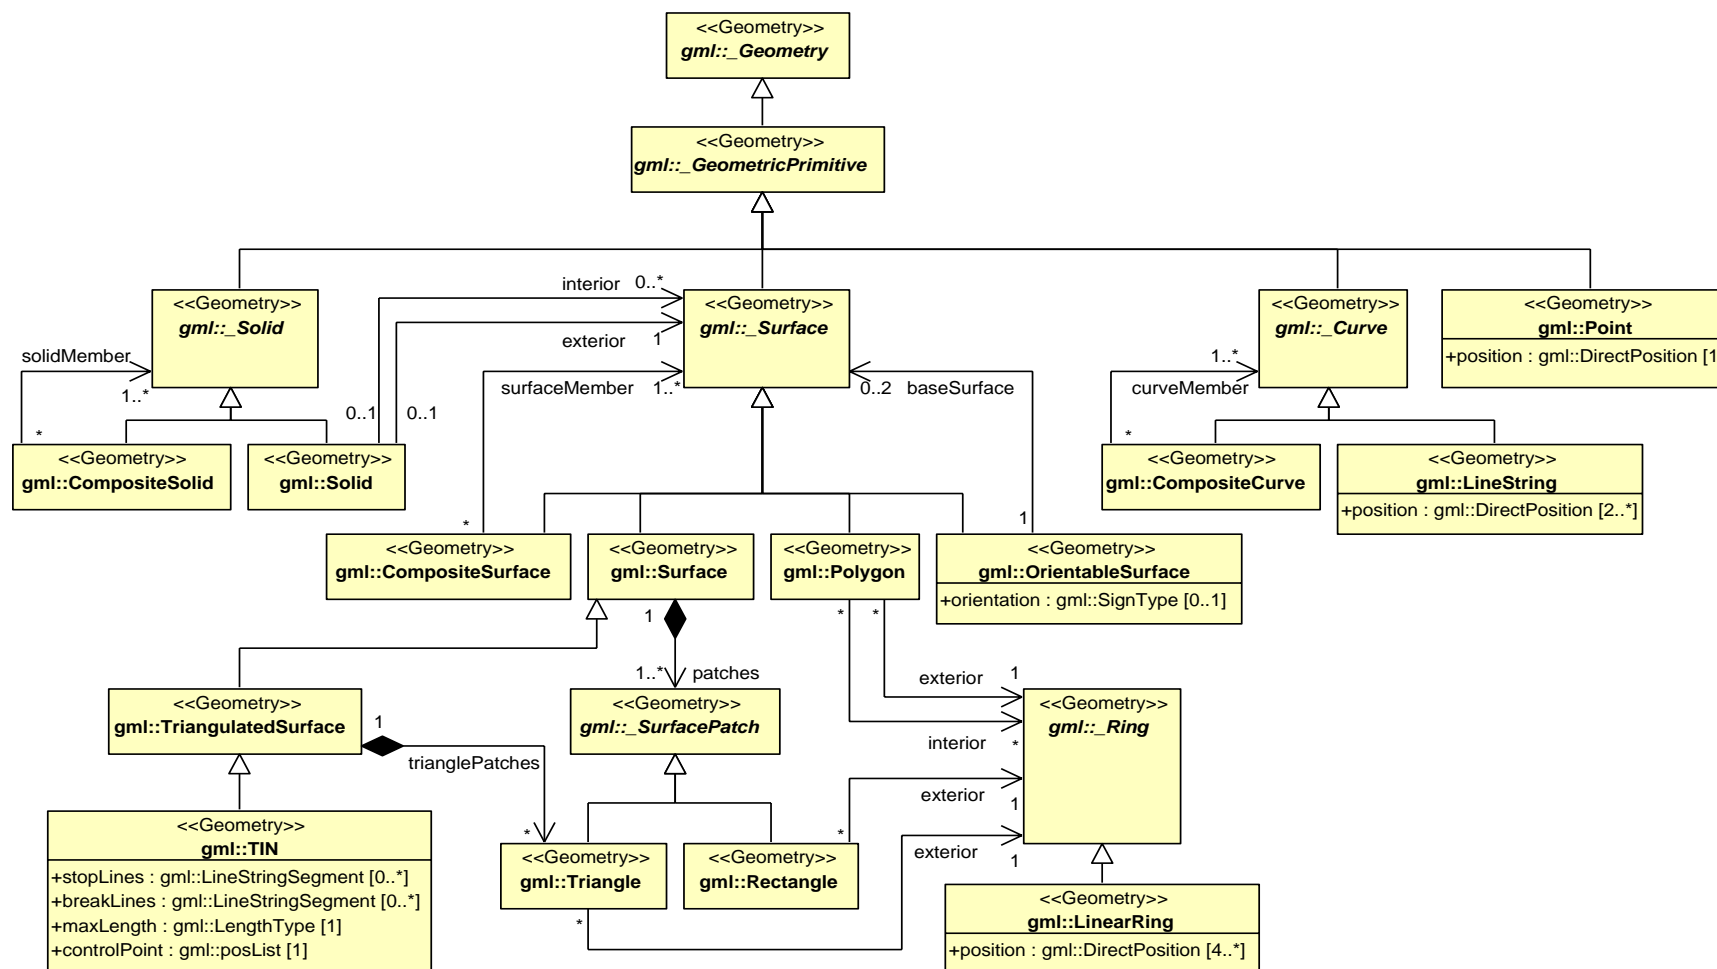 <<Geometry>>
gml::_Geometry
<<Geometry>>
gml::_GeometricPrimitive
interior
0..*
<<Geometry>>
gml::_Solid
<<Geometry>>
gml::_Surface
<<Geometry>>
gml::_Curve
<<Geometry>>
gml::Point
+position : gml::DirectPosition [1
exterior
1
solidMember
1..*
surfaceMember
1..*
0..2
baseSurface
1..*
curveMember
0..1
0..1
*
<<Geometry>>
gml::CompositeSolid
<<Geometry>>
gml::Solid
*
<<Geometry>>
gml::CompositeCurve
<<Geometry>>
gml::LineString
+position : gml::DirectPosition [2..*]
*
1
<<Geometry>>
gml::CompositeSurface
<<Geometry>>
gml::Surface
<<Geometry>>
gml::Polygon
<<Geometry>>
gml::OrientableSurface
+orientation : gml::SignType [0..1]
1
*
*
1..*
patches
exterior
1
<<Geometry>>
gml::TriangulatedSurface
1
<<Geometry>>
gml::_SurfacePatch
<<Geometry>>
gml::_Ring
interior
*
trianglePatches
exterior
1
<<Geometry>>
gml::TIN
+stopLines : gml::LineStringSegment [0..*]
+breakLines : gml::LineStringSegment [0..*]
+maxLength : gml::LengthType [1]
+controlPoint : gml::posList [1]
*
*
<<Geometry>>
gml::Triangle
<<Geometry>>
gml::Rectangle
exterior
1
*
<<Geometry>>
gml::LinearRing
+position : gml::DirectPosition [4..*]